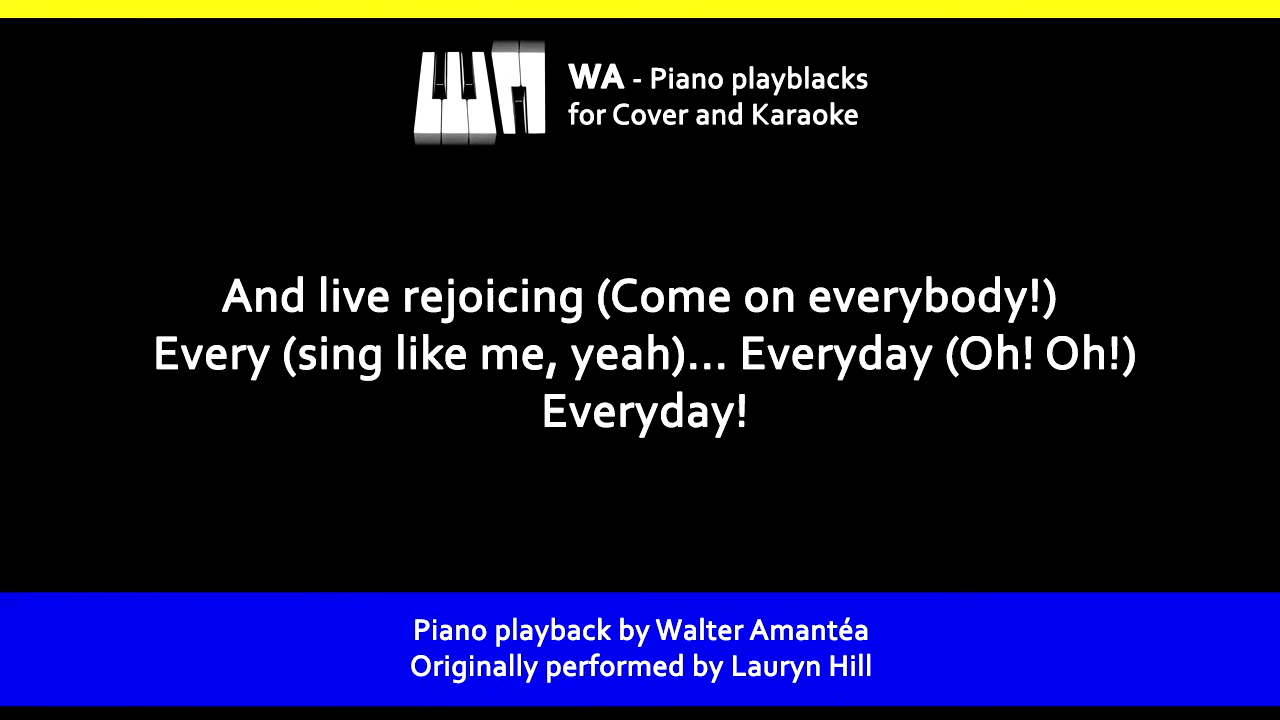 WA - Piano playblacks
for Cover and Karaoke
And live rejoicing (Come on everybody!)
Every (sing like me, yeah)... Everyday (Oh! Oh!)
Everyday!
Piano playback by Walter Amantéa
Originally performed by Lauryn Hill